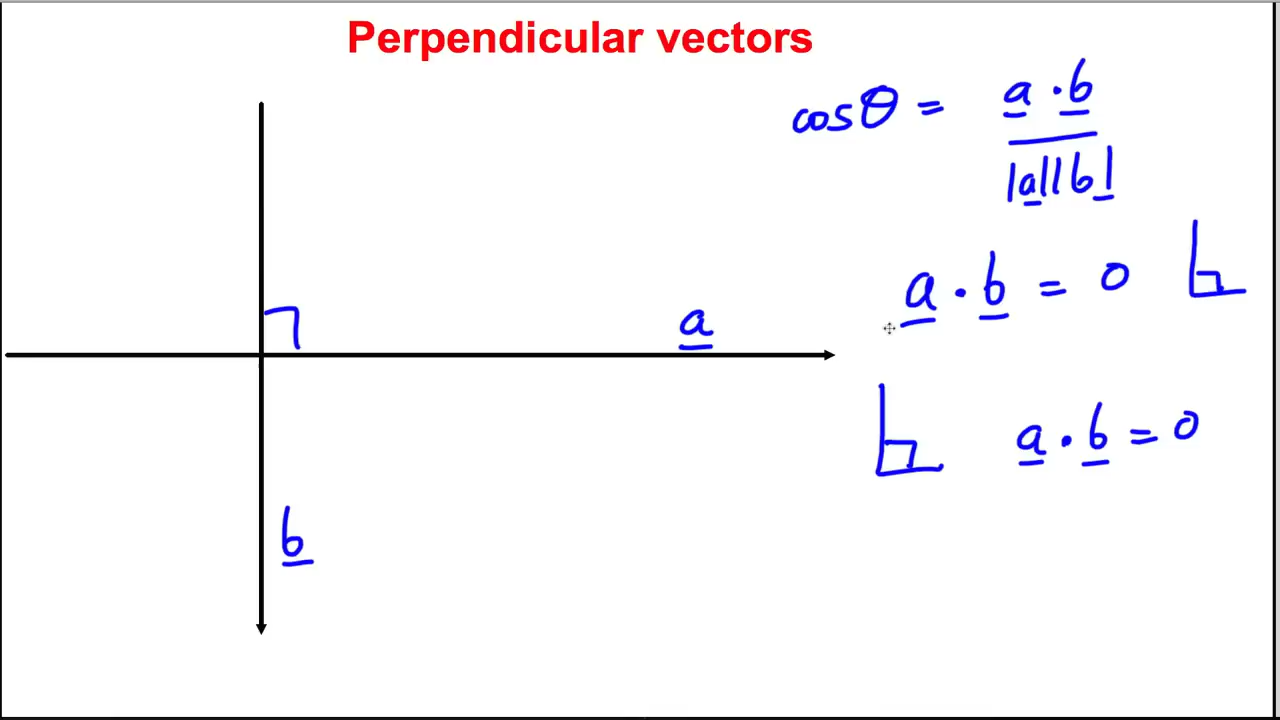 Perpendicular vectors
cosθ = a · b
|a||b|
a · b = 0
a
a · b = 0
b